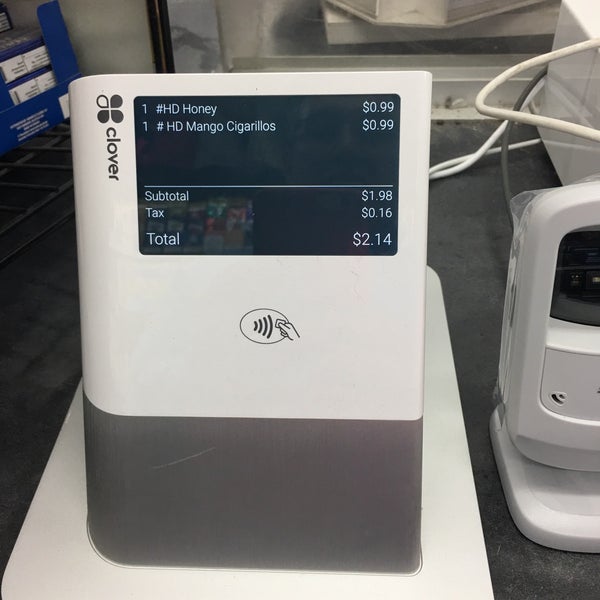 clover
1 #HD Honey $0.99
1 # HD Mango Cigarillos $0.99
Subtotal $1.98
Tax $0.16
Total $2.14